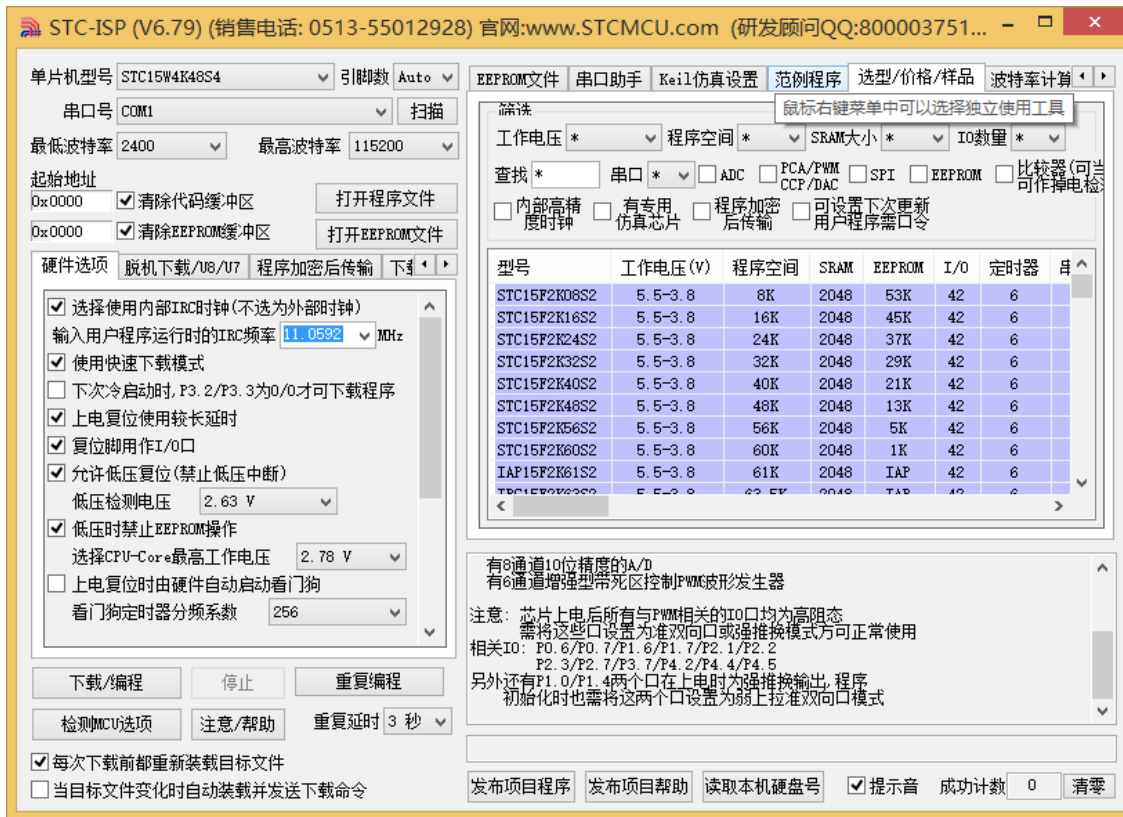 STC-ISP (V6.79) (销售电话: 0513-55012928) 官网:www.STCMCU.com (研发顾问QQ:800003751...
单片机型号 STC15W4K48S4 引脚数 Auto
串口号 COM1 扫描
最低波特率 2400 最高波特率 115200
起始地址
0x0000 清除代码缓冲区 打开程序文件
0x0000 清除EEPROM缓冲区 打开EEPROM文件
硬件选项 脱机下载/U8/U7 程序加密后传输
选择使用内部IRC时钟(不选为外部时钟)
输入用户程序运行时的IRC频率 11.0592 MHz
使用快速下载模式
下次冷启动时,P3.2/P3.3为0/0才可下载程序
上电复位使用较长延时
复位脚用作I/O口
允许低压复位(禁止低压中断)
低压检测电压 2.63 V
低压时禁止EEPROM操作
选择CPU-Core最高工作电压 2.78 V
上电复位时由硬件自动启动看门狗
看门狗定时器分频系数 256
下载/编程 停止 重复编程
检测MCU选项 注意/帮助 重复延时 3 秒
每次下载前都重新装载目标文件
当目标文件变化时自动装载并发送下载命令
EEPROM文件 串口助手 Keil仿真设置 范例程序 选型/价格/样品 波特率计算
鼠标右键菜单中可以选择独立使用工具
筛选
工作电压 * 程序空间 * SRAM大小 * IO数量 *
查找 * 串口 * ADC PCA/PWM CCP/DAC SPI EEPROM 比较器(可当 可作掉电检
内部高精度时钟 有专用仿真芯片 程序加密后传输 可设置下次更新用户程序需口令
型号 工作电压(V) 程序空间 SRAM EEPROM I/O 定时器
STC15F2K08S2 5.5-3.8 8K 2048 53K 42 6
STC15F2K16S2 5.5-3.8 16K 2048 45K 42 6
STC15F2K24S2 5.5-3.8 24K 2048 37K 42 6
STC15F2K32S2 5.5-3.8 32K 2048 29K 42 6
STC15F2K40S2 5.5-3.8 40K 2048 21K 42 6
STC15F2K48S2 5.5-3.8 48K 2048 13K 42 6
STC15F2K56S2 5.5-3.8 56K 2048 5K 42 6
STC15F2K60S2 5.5-3.8 60K 2048 1K 42 6
IAP15F2K61S2 5.5-3.8 61K 2048 IAP 42 6
有8通道10位精度的A/D
有6通道增强型带死区控制PWM波形发生器
注意: 芯片上电后所有与PWM相关的IO口均为高阻态
需将这些口设置为准双向口或强推挽模式方可正常使用
相关IO: P0.6/P0.7/P1.6/P1.7/P2.1/P2.2
P2.3/P2.7/P3.7/P4.2/P4.4/P4.5
另外还有P1.0/P1.4两个口在上电时为强推挽输出,程序
初始化时也需将这两个口设置为弱上拉准双向口模式
发布项目程序 发布项目帮助 读取本机硬盘号 提示音 成功计数 0 清零